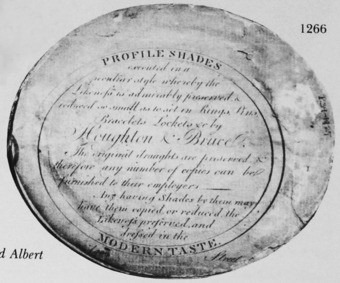 1266
PROFILE SHADES
executed in a
peculiar style whereby the
Likeness is admirably preserved &
reduced so small as to set in Rings Pins
Bracelets Lockets &c by
Houghton & Bruce.
The original draughts are preserved &
therefore any number of copies can be
furnished to their employers
Any having Shades by them may
have them copied or reduced the
Likeness preserved and
dressed in the
MODERN TASTE.
Street
d Albert